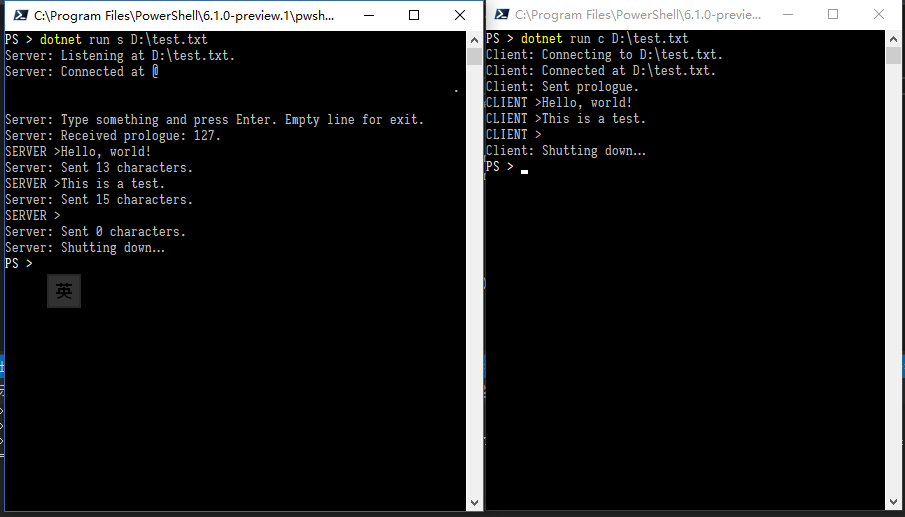 C:\Program Files\PowerShell\6.1.0-preview.1\pwsh...
PS > dotnet run s D:\test.txt
Server: Listening at D:\test.txt.
Server: Connected at @
.
Server: Type something and press Enter. Empty line for exit.
Server: Received prologue: 127.
SERVER >Hello, world!
Server: Sent 13 characters.
SERVER >This is a test.
Server: Sent 15 characters.
SERVER >
Server: Sent 0 characters.
Server: Shutting down...
PS >
英
C:\Program Files\PowerShell\6.1.0-previe...
PS > dotnet run c D:\test.txt
Client: Connecting to D:\test.txt.
Client: Connected at D:\test.txt.
Client: Sent prologue.
CLIENT >Hello, world!
CLIENT >This is a test.
CLIENT >
Client: Shutting down...
PS >